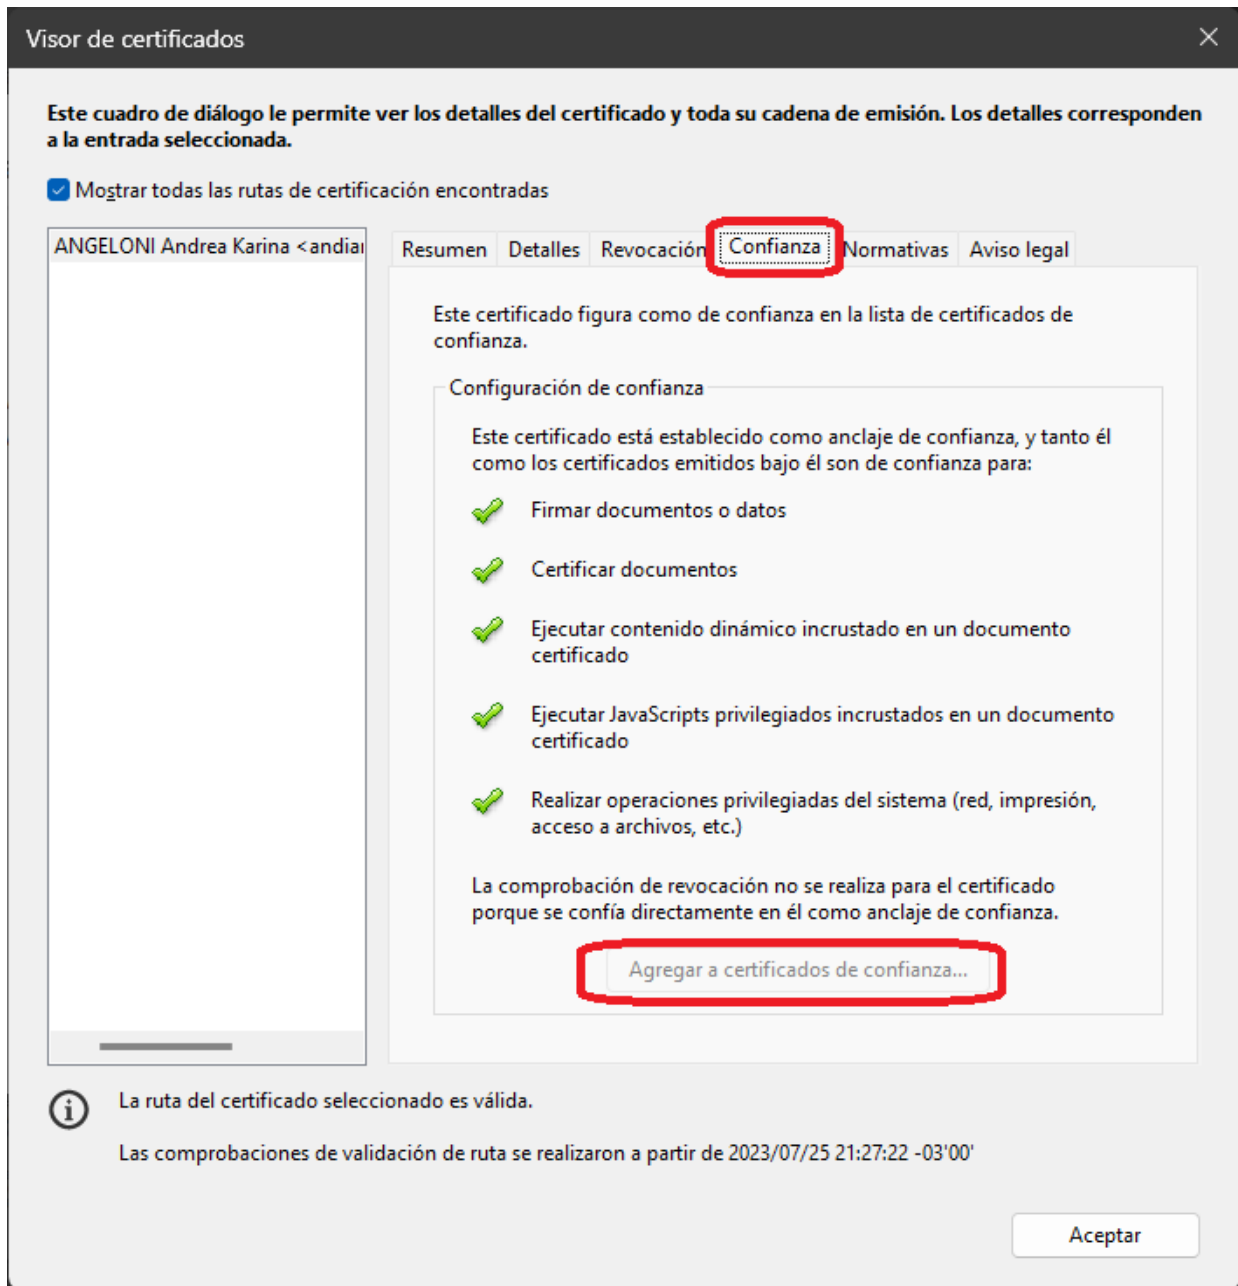 Visor de certificados
Este cuadro de diálogo le permite ver los detalles del certificado y toda su cadena de emisión. Los detalles corresponden
a la entrada seleccionada.
Mostrar todas las rutas de certificación encontradas
ANGELONI Andrea Karina <andiar
Resumen Detalles Revocación Confianza Normativas Aviso legal
Este certificado figura como de confianza en la lista de certificados de
confianza.
Configuración de confianza
Este certificado está establecido como anclaje de confianza, y tanto él
como los certificados emitidos bajo él son de confianza para:
Firmar documentos o datos
Certificar documentos
Ejecutar contenido dinámico incrustado en un documento
certificado
Ejecutar JavaScripts privilegiados incrustados en un documento
certificado
Realizar operaciones privilegiadas del sistema (red, impresión,
acceso a archivos, etc.)
La comprobación de revocación no se realiza para el certificado
porque se confía directamente en él como anclaje de confianza.
Agregar a certificados de confianza...
La ruta del certificado seleccionado es válida.
Las comprobaciones de validación de ruta se realizaron a partir de 2023/07/25 21:27:22 -03'00'
Aceptar